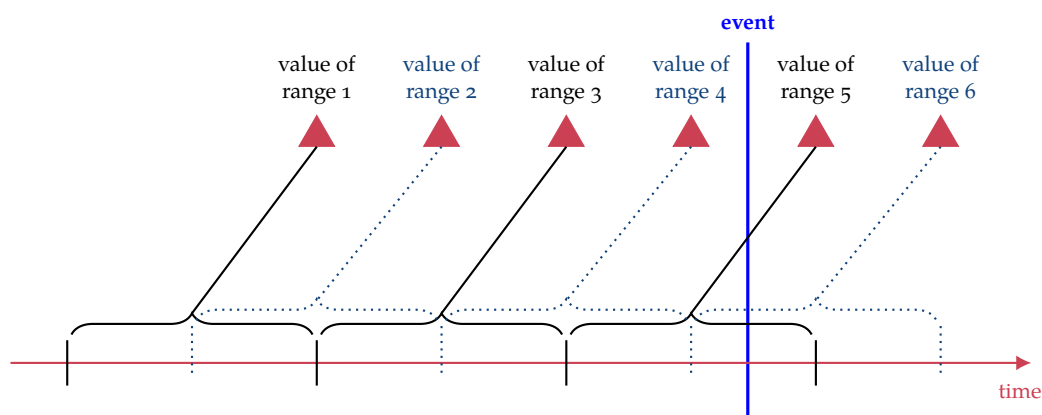 event
value of
range 1
value of
range 2
value of
range 3
value of
range 4
value of
range 5
value of
range 6
time